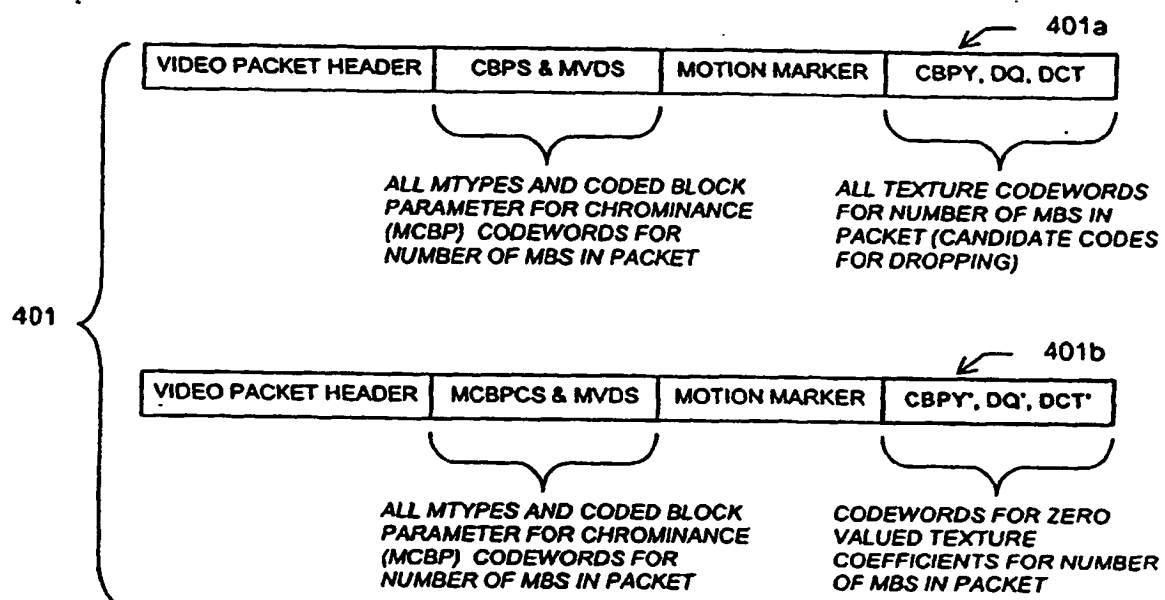 401a
VIDEO PACKET HEADER CBPS & MVDS MOTION MARKER CBPY, DQ, DCT
ALL MTYPES AND CODED BLOCK
PARAMETER FOR CHROMINANCE
(MCBP) CODEWORDS FOR
NUMBER OF MBS IN PACKET
ALL TEXTURE CODEWORDS
FOR NUMBER OF MBS IN
PACKET (CANDIDATE CODES
FOR DROPPING)
401
401b
VIDEO PACKET HEADER MCBPCS & MVDS MOTION MARKER CBPY', DQ', DCT'
ALL MTYPES AND CODED BLOCK
PARAMETER FOR CHROMINANCE
(MCBP) CODEWORDS FOR
NUMBER OF MBS IN PACKET
CODEWORDS FOR ZERO
VALUED TEXTURE
COEFFICIENTS FOR NUMBER
OF MBS IN PACKET